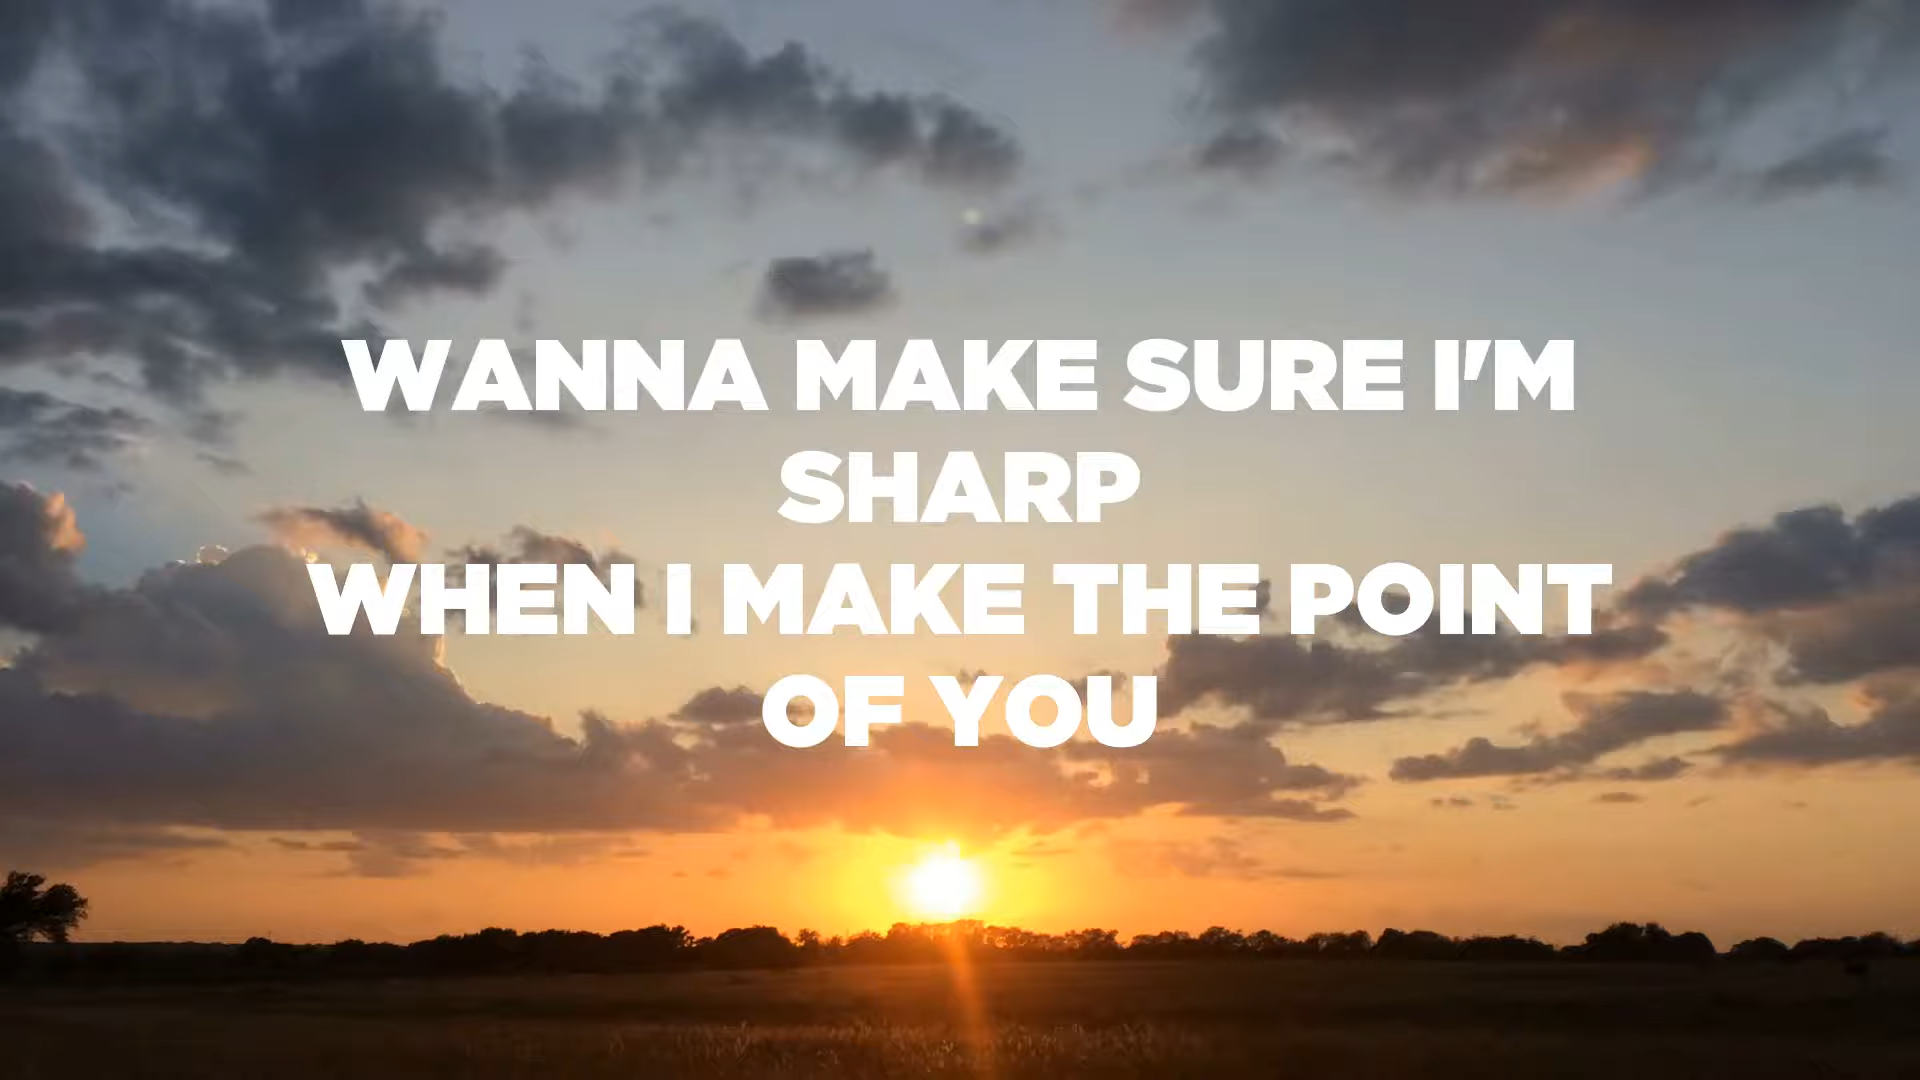 WANNA MAKE SURE I'M
SHARP
WHEN I MAKE THE POINT
OF YOU